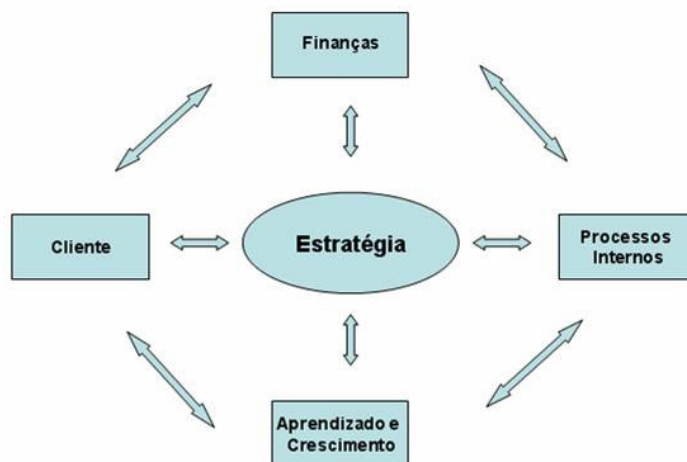 Finanças
Cliente
Estratégia
Processos
Internos
Aprendizado e
Crescimento